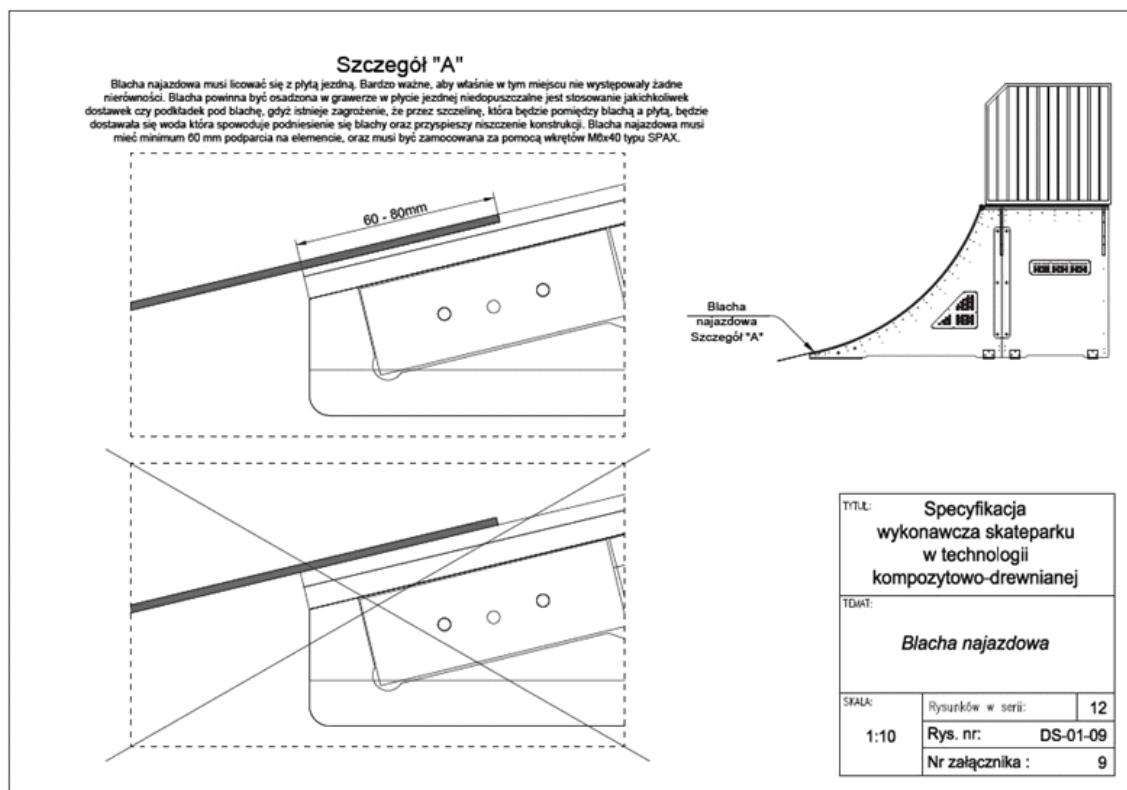 Szczegół "A"
Blacha najazdowa musi licować się z płytą jezdną. Bardzo ważne, aby właśnie w tym miejscu nie występowały żadne
nierówności. Blacha powinna być osadzona w grawerze w płycie jezdnej niedopuszczalne jest stosowanie jakichkoliwek
dostawek czy podkładek pod blachę, gdyż istnieje zagrożenie, że przez szczelinę, która będzie pomiędzy blachą a płytą, będzie
dostawała się woda która spowoduje podniesienie się blachy oraz przyspieszy niszczenie konstrukcji. Blacha najazdowa musi
mieć minimum 60 mm podparcia na elemencie, oraz musi być zamocowana za pomocą wkrętów M6x40 typu SPAX.
60 - 80mm
Blacha
najazdowa
Szczegół "A"
TYTUŁ:
Specyfikacja
wykonawcza skateparku
w technologii
kompozytowo-drewnianej
TEMAT:
Blacha najazdowa
SKALA:
1:10
Rysunków w serii: 12
Rys. nr: DS-01-09
Nr załącznika : 9